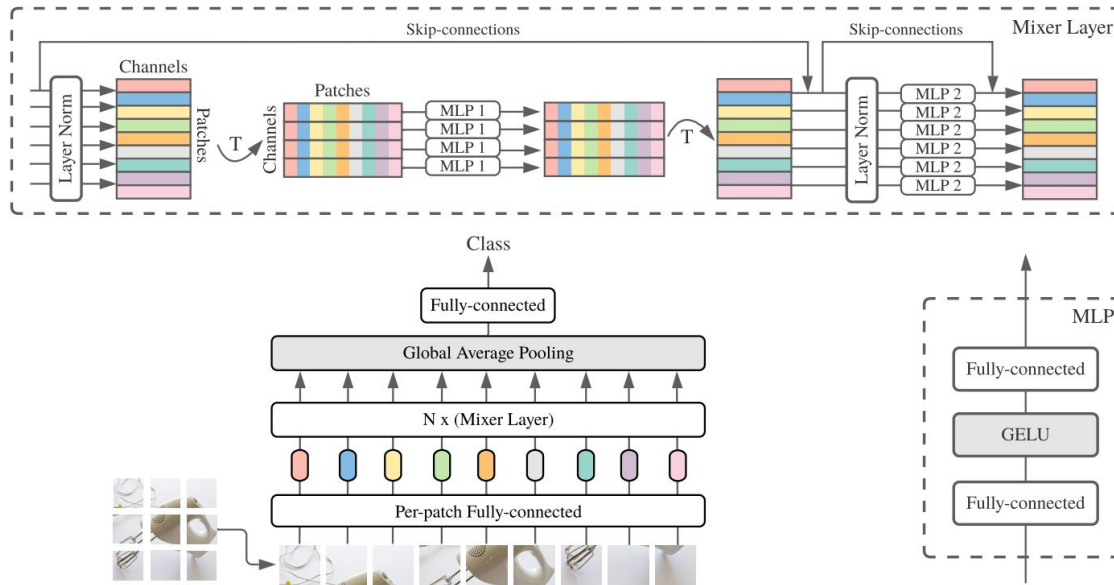 Skip-connections
Skip-connections
Mixer Layer
Channels
Layer Norm
Patches
T
Patches
Channels
MLP 1
MLP 1
MLP 1
MLP 1
T
Layer Norm
MLP 2
MLP 2
MLP 2
MLP 2
MLP 2
MLP 2
Class
Fully-connected
Global Average Pooling
N x (Mixer Layer)
Per-patch Fully-connected
MLP
Fully-connected
GELU
Fully-connected